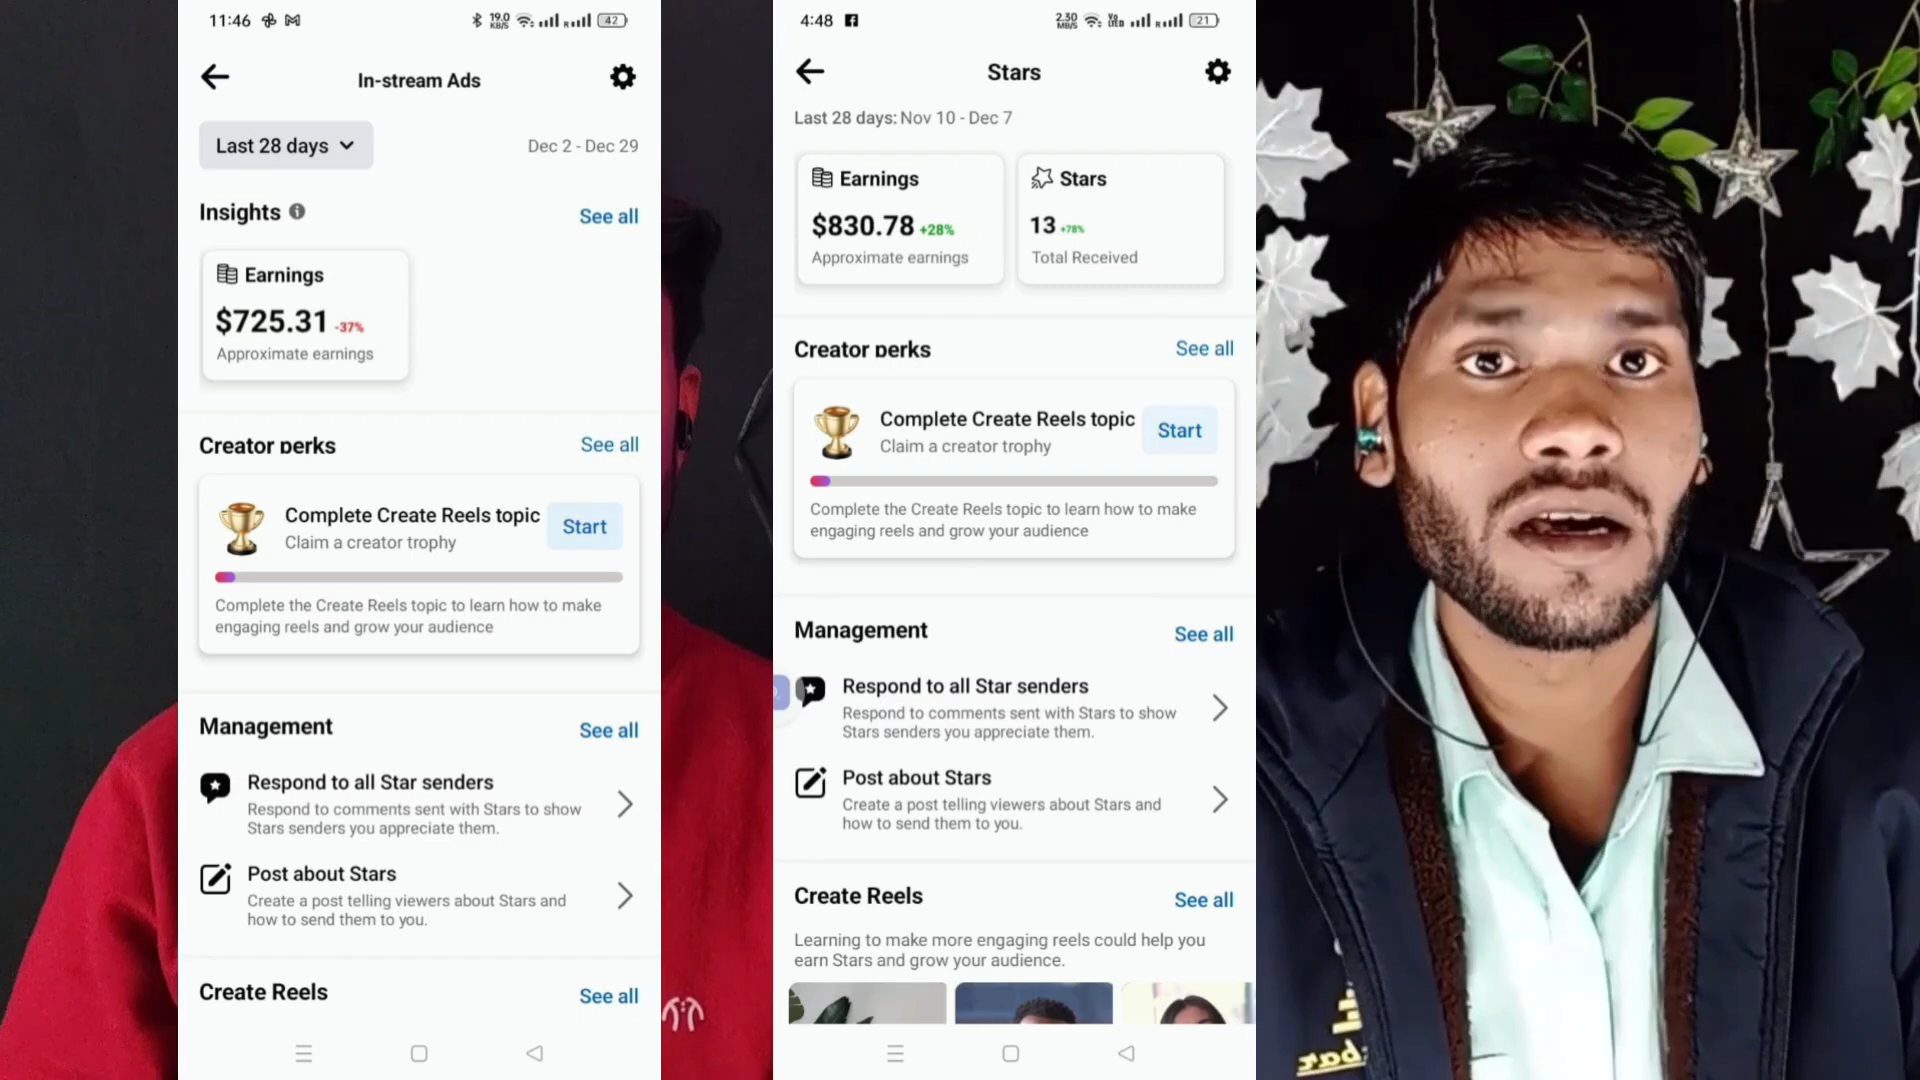 11:46
19.0
KB/S
42
In-stream Ads
Last 28 days
Dec 2 - Dec 29
Insights
See all
Earnings
$725.31 -37%
Approximate earnings
Creator perks
See all
Complete Create Reels topic
Claim a creator trophy
Start
Complete the Create Reels topic to learn how to make
engaging reels and grow your audience
Management
See all
Respond to all Star senders
Respond to comments sent with Stars to show
Stars senders you appreciate them.
Post about Stars
Create a post telling viewers about Stars and
how to send them to you.
Create Reels
See all
4:48
2.30
MB/S
21
Stars
Last 28 days: Nov 10 - Dec 7
Earnings
$830.78 +28%
Approximate earnings
Stars
13 +78%
Total Received
Creator perks
See all
Complete Create Reels topic
Claim a creator trophy
Start
Complete the Create Reels topic to learn how to make
engaging reels and grow your audience
Management
See all
Respond to all Star senders
Respond to comments sent with Stars to show
Stars senders you appreciate them.
Post about Stars
Create a post telling viewers about Stars and
how to send them to you.
Create Reels
See all
Learning to make more engaging reels could help you
earn Stars and grow your audience.